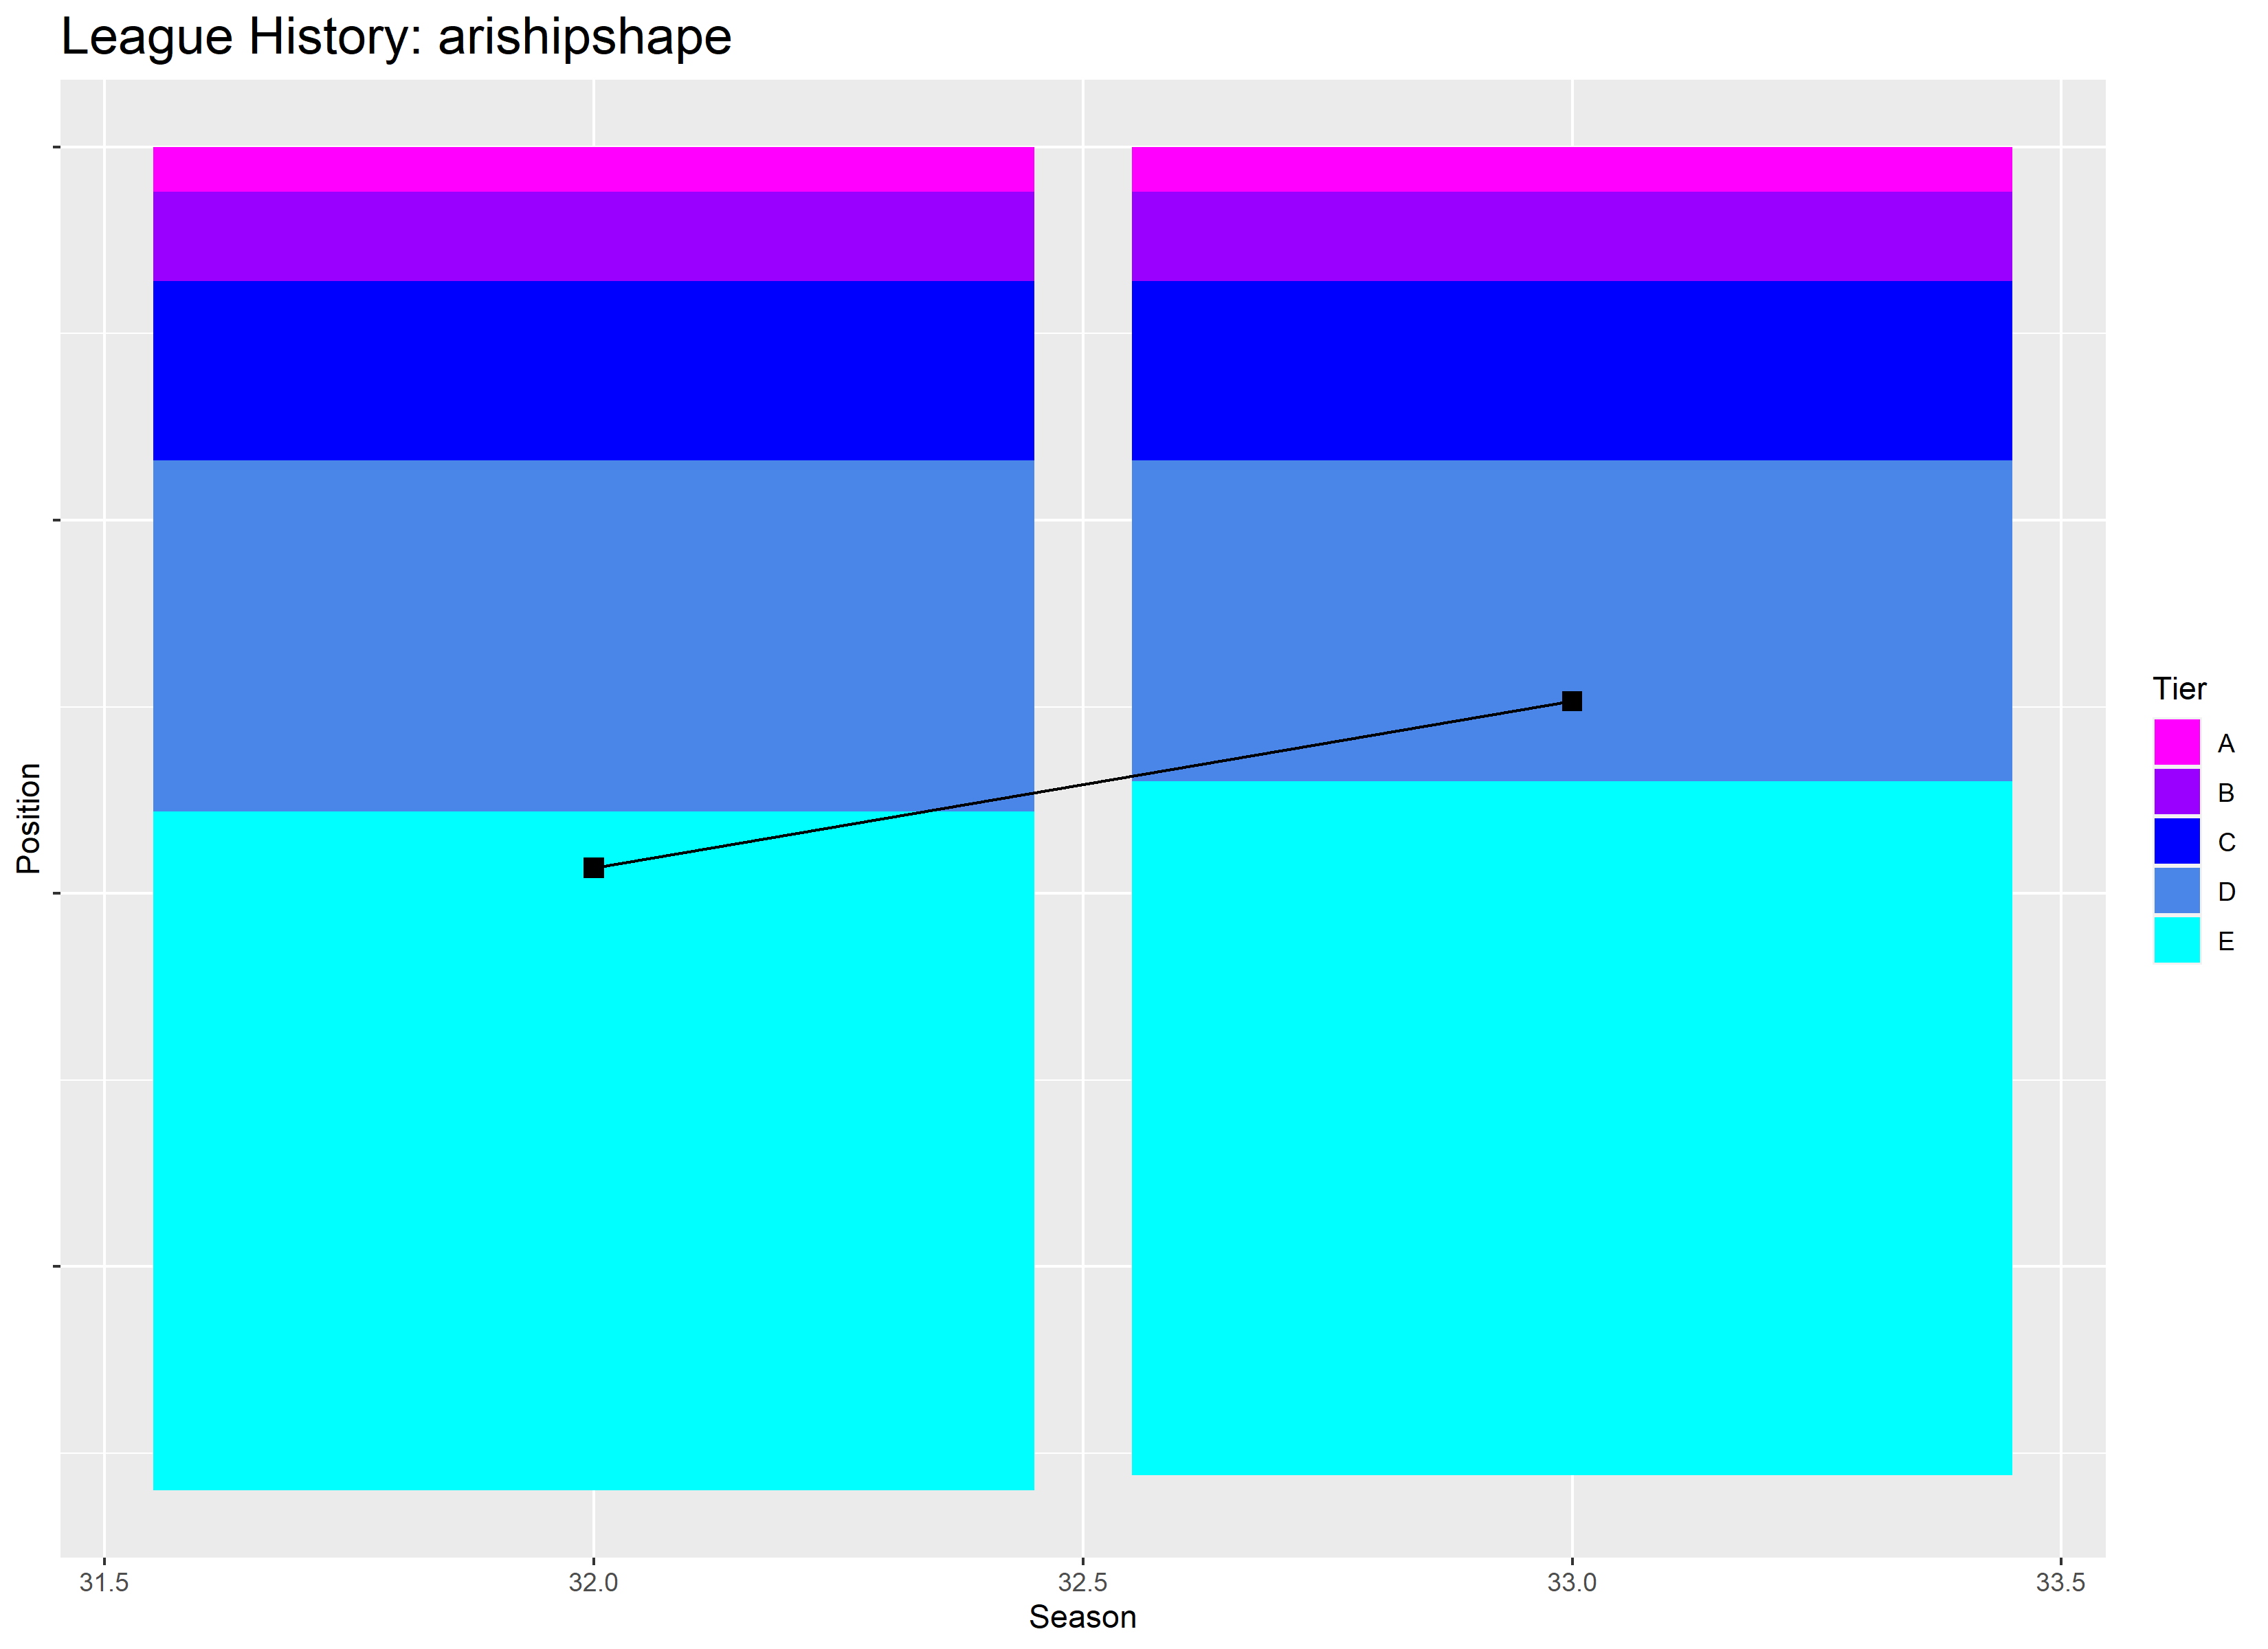 League History: arishipshape
Position
Tier
A
B
C
D
E
31.5
32.0
32.5
33.0
33.5
Season